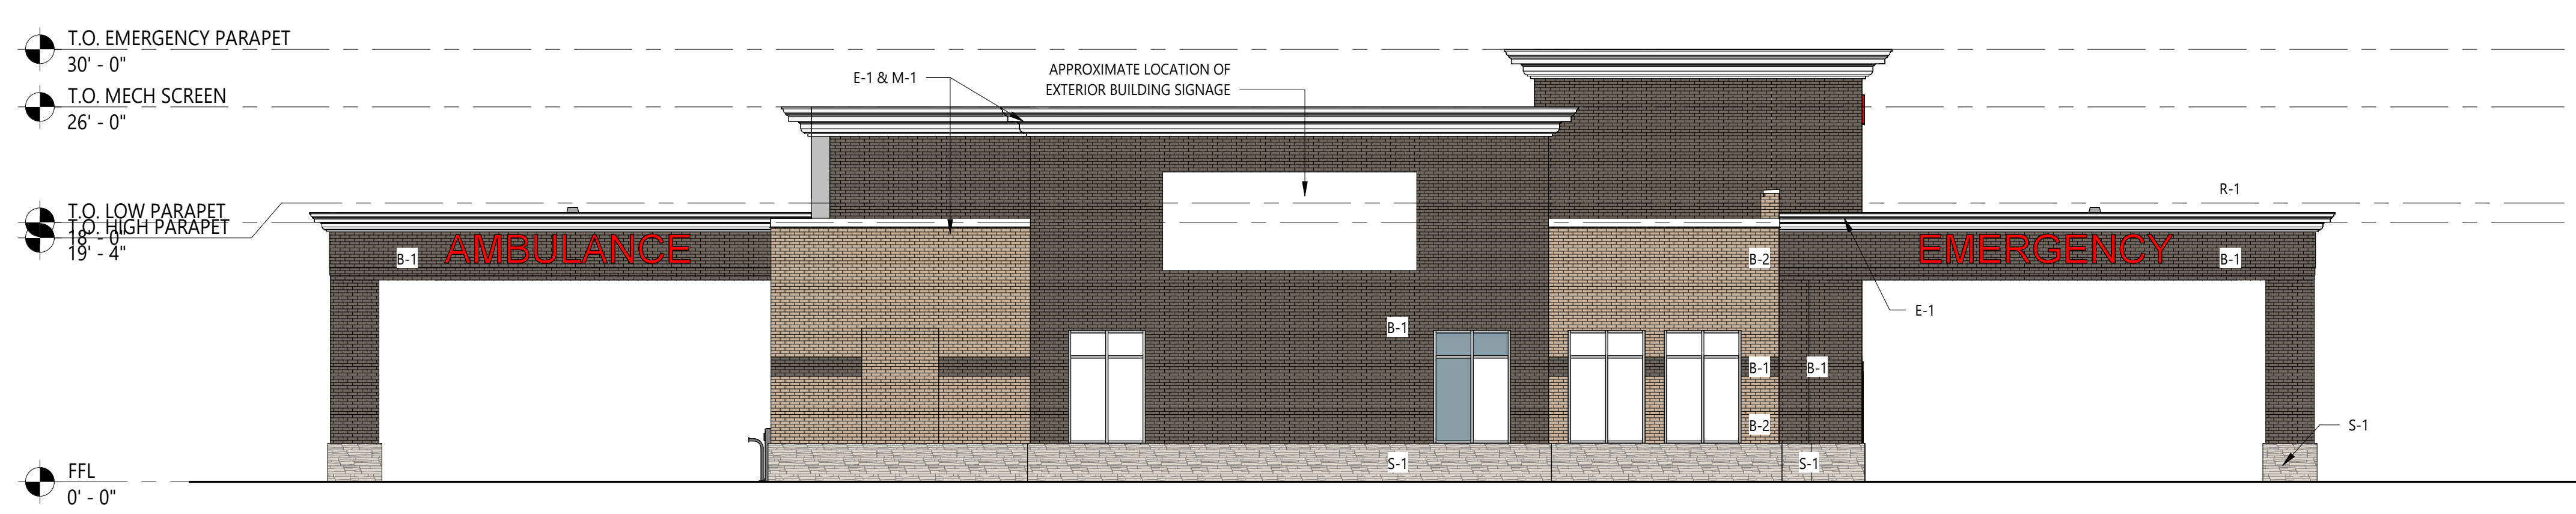 T.O. EMERGENCY PARAPET
30' - 0"
T.O. MECH SCREEN
26' - 0"
T.O. LOW PARAPET
T.O. HIGH PARAPET
18' - 0"
19' - 4"
FFL
0' - 0"
E-1 & M-1
APPROXIMATE LOCATION OF
EXTERIOR BUILDING SIGNAGE
R-1
B-1
AMBULANCE
B-2
EMERGENCY
B-1
E-1
B-1
B-1
B-1
B-2
S-1
S-1
S-1